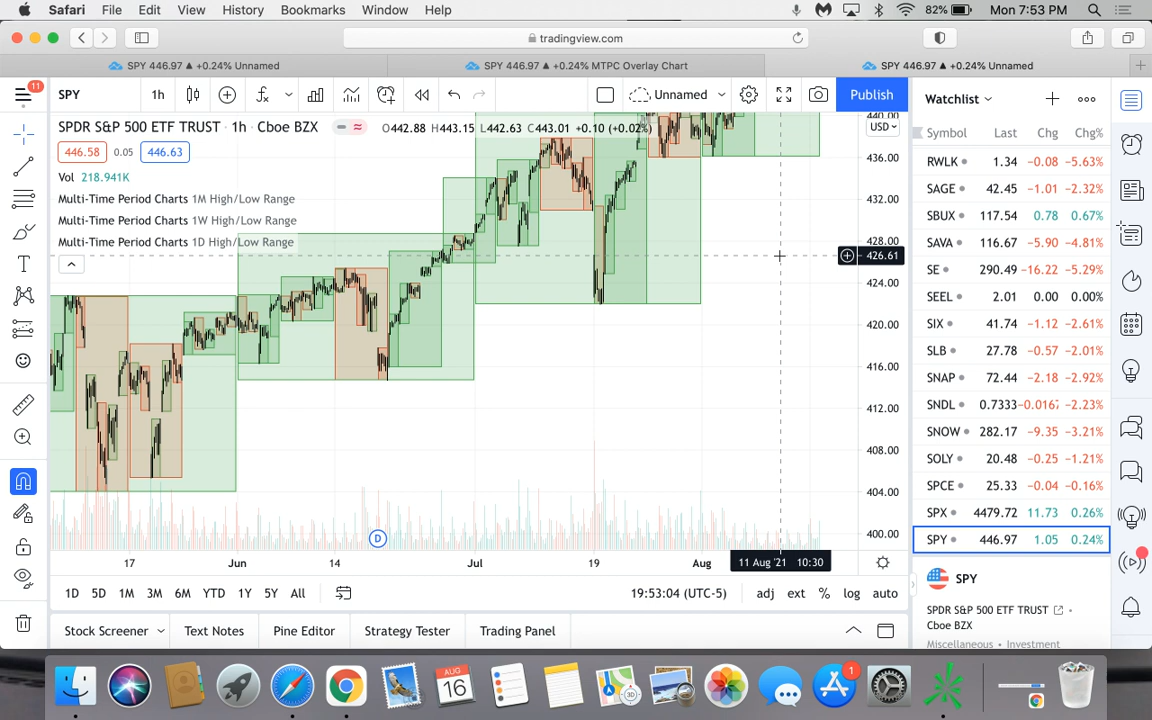 Safari File Edit View History Bookmarks Window Help 82% Mon 7:53 PM
tradingview.com
SPY 446.97 ▲ +0.24% Unnamed
SPY 446.97 ▲ +0.24% MTPC Overlay Chart
SPY 446.97 ▲ +0.24% Unnamed
11
SPY 1h Unnamed Publish
Watchlist
SPDR S&P 500 ETF TRUST · 1h · Cboe BZX O442.88 H443.15 L442.63 C443.01 +0.10 (+0.02%)
446.58 0.05 446.63
Vol 218.941K
Multi-Time Period Charts 1M High/Low Range
Multi-Time Period Charts 1W High/Low Range
Multi-Time Period Charts 1D High/Low Range
USD
440.00
436.00
432.00
428.00
426.61
424.00
420.00
416.00
412.00
408.00
404.00
400.00
D
17 Jun 14 Jul 19 Aug 11 Aug '21 10:30
1D 5D 1M 3M 6M YTD 1Y 5Y All 19:53:04 (UTC-5) adj ext % log auto
Stock Screener Text Notes Pine Editor Strategy Tester Trading Panel
Symbol Last Chg Chg%
RWLK 1.34 −0.08 −5.63%
SAGE 42.45 −1.01 −2.32%
SBUX 117.54 0.78 0.67%
SAVA 116.67 −5.90 −4.81%
SE 290.49 −16.22 −5.29%
SEEL 2.01 0.00 0.00%
SIX 41.74 −1.12 −2.61%
SLB 27.78 −0.57 −2.01%
SNAP 72.44 −2.18 −2.92%
SNDL 0.7333 −0.0167 −2.23%
SNOW 282.17 −9.35 −3.21%
SOLY 20.48 −0.25 −1.21%
SPCE 25.33 −0.04 −0.16%
SPX 4479.72 11.73 0.26%
SPY 446.97 1.05 0.24%
SPY
SPDR S&P 500 ETF TRUST
Cboe BZX
Miscellaneous • Investment
AUG
16
1